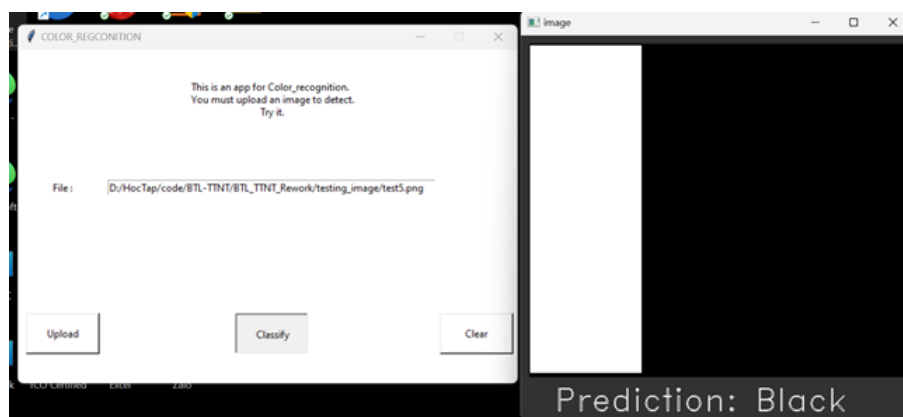 COLOR_REGCONITION
This is an app for Color_recognition.
You must upload an image to detect.
Try it.
File :
D:/HocTap/code/BTL-TTNT/BTL_TTNT_Rework/testing_image/test5.png
Upload
Classify
Clear
TCO Certified
Excel
Zalo
image
Prediction: Black